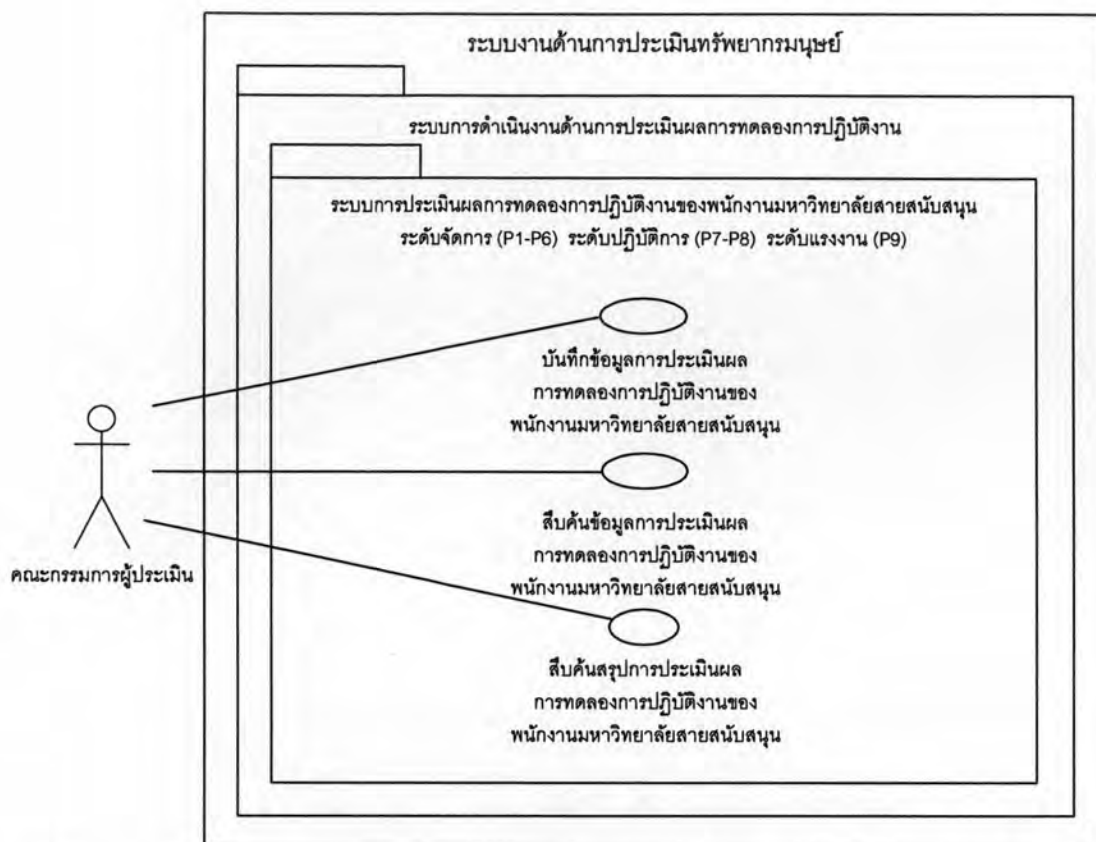 ระบบงานด้านการประเมินทรัพยากรมนุษย์
ระบบการดำเนินงานด้านการประเมินผลการทดลองการปฏิบัติงาน
ระบบการประเมินผลการทดลองการปฏิบัติงานของพนักงานมหาวิทยาลัยสายสนับสนุน
ระดับจัดการ (P1-P6) ระดับปฏิบัติการ (P7-P8) ระดับแรงงาน (P9)
บันทึกข้อมูลการประเมินผล
การทดลองการปฏิบัติงานของ
พนักงานมหาวิทยาลัยสายสนับสนุน
สืบค้นข้อมูลการประเมินผล
การทดลองการปฏิบัติงานของ
พนักงานมหาวิทยาลัยสายสนับสนุน
คณะกรรมการผู้ประเมิน
สืบค้นสรุปการประเมินผล
การทดลองการปฏิบัติงานของ
พนักงานมหาวิทยาลัยสายสนับสนุน